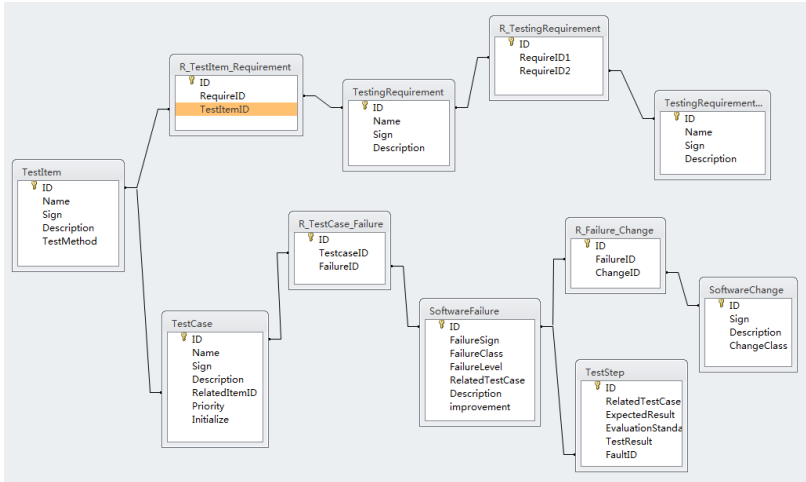 R_TestingRequirement
ID
RequireID1
RequireID2
R_TestItem_Requirement
ID
RequireID
TestItemID
TestingRequirement
ID
Name
Sign
Description
TestingRequirement...
ID
Name
Sign
Description
TestItem
ID
Name
Sign
Description
TestMethod
R_TestCase_Failure
ID
TestcaseID
FailureID
R_Failure_Change
ID
FailureID
ChangeID
SoftwareChange
ID
Sign
Description
ChangeClass
TestCase
ID
Name
Sign
Description
RelatedItemID
Priority
Initialize
SoftwareFailure
ID
FailureSign
FailureClass
FailureLevel
RelatedTestCase
Description
improvement
TestStep
ID
RelatedTestCase
ExpectedResult
EvaluationStanda
TestResult
FaultID